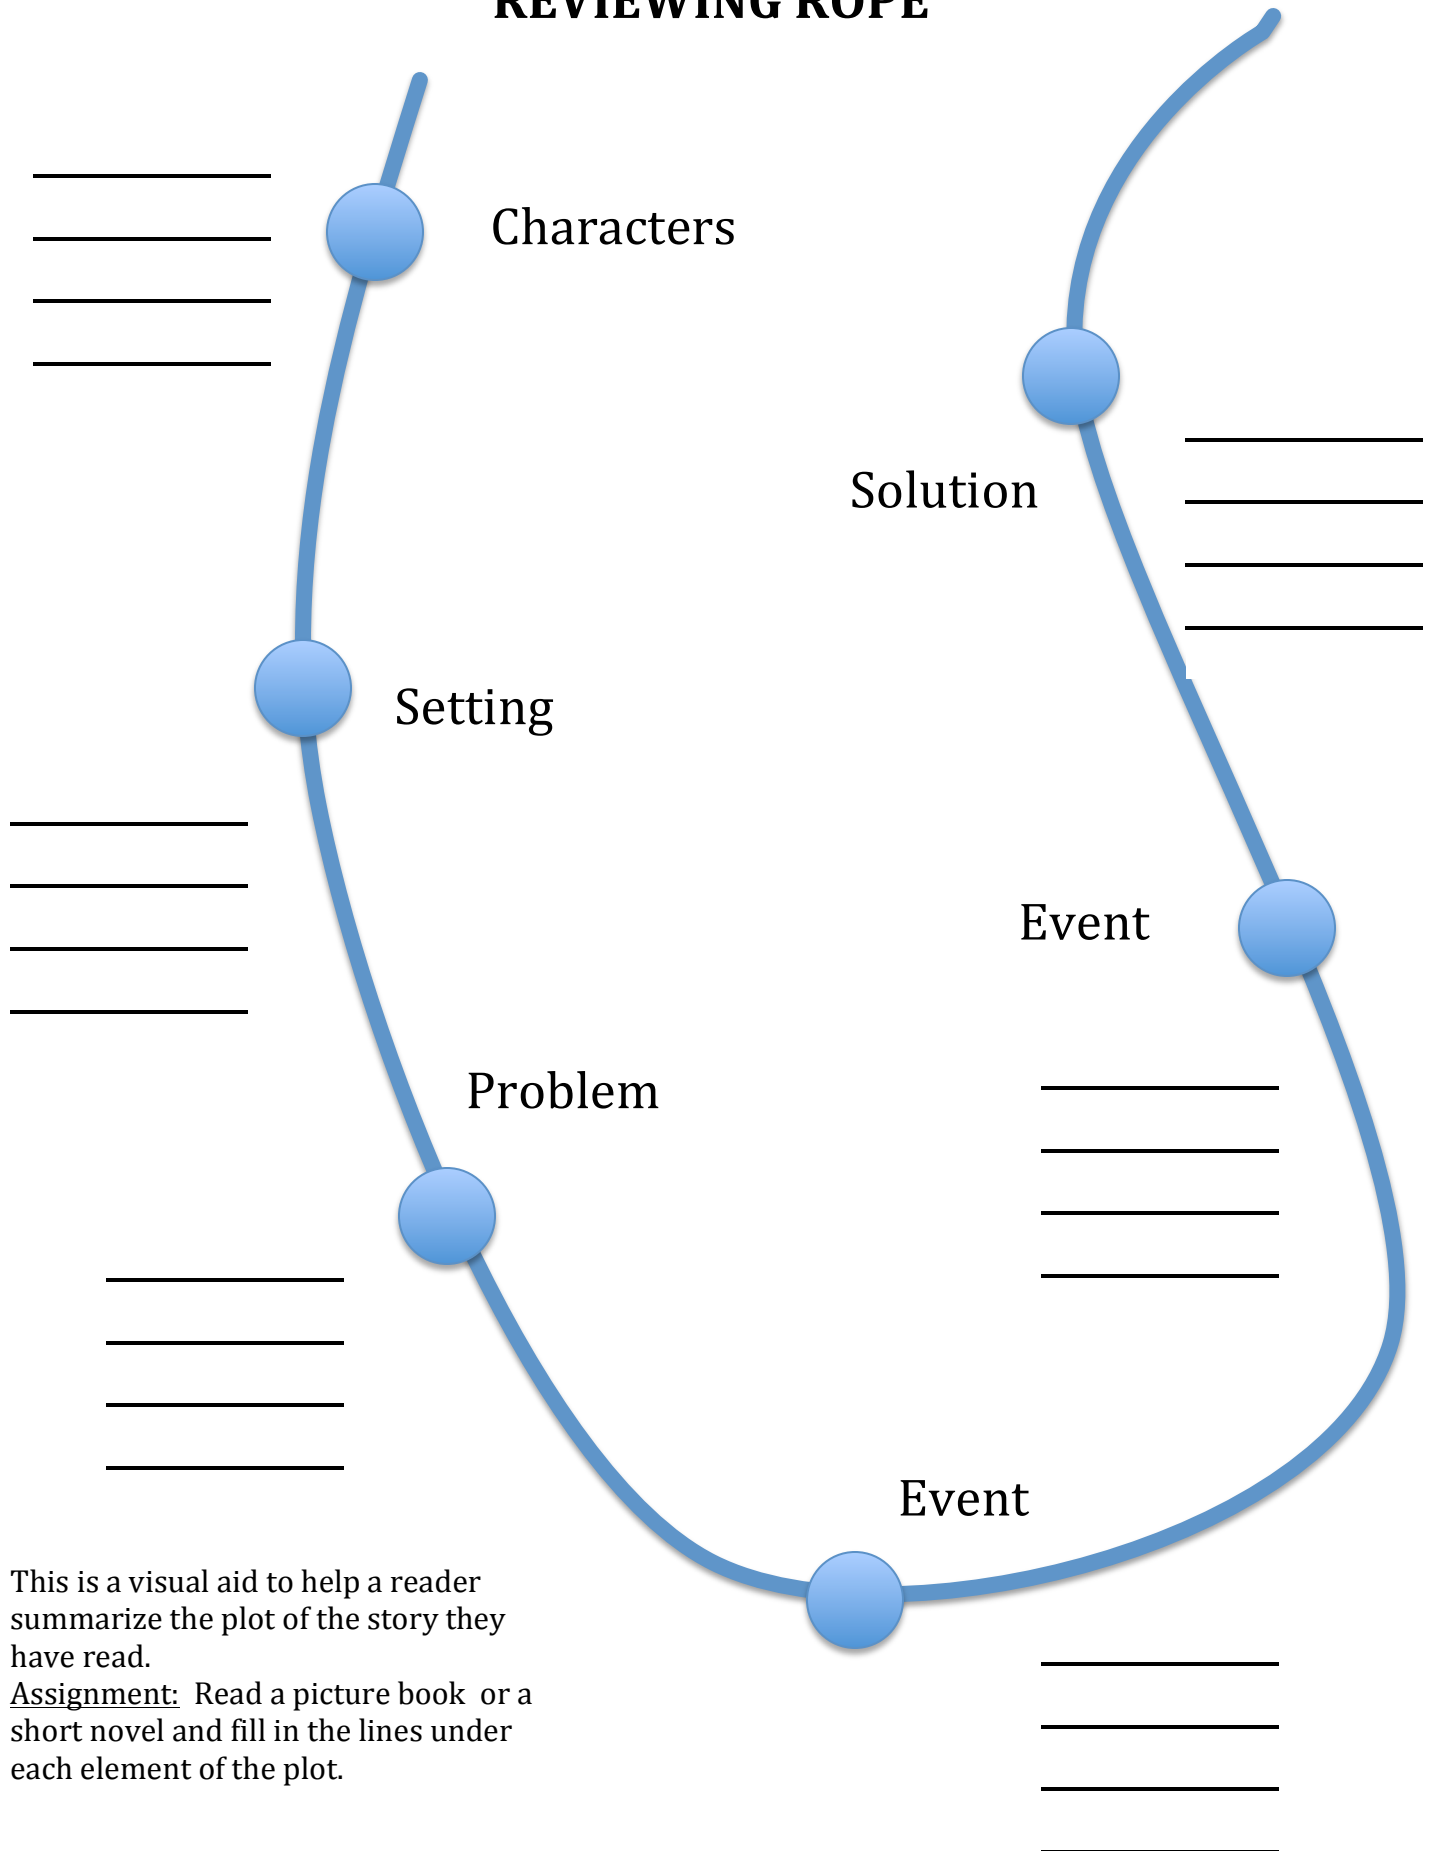 REVIEWING ROPE
Characters
Solution
Setting
Event
Problem
Event
This is a visual aid to help a reader
summarize the plot of the story they
have read.
Assignment: Read a picture book or a
short novel and fill in the lines under
each element of the plot.